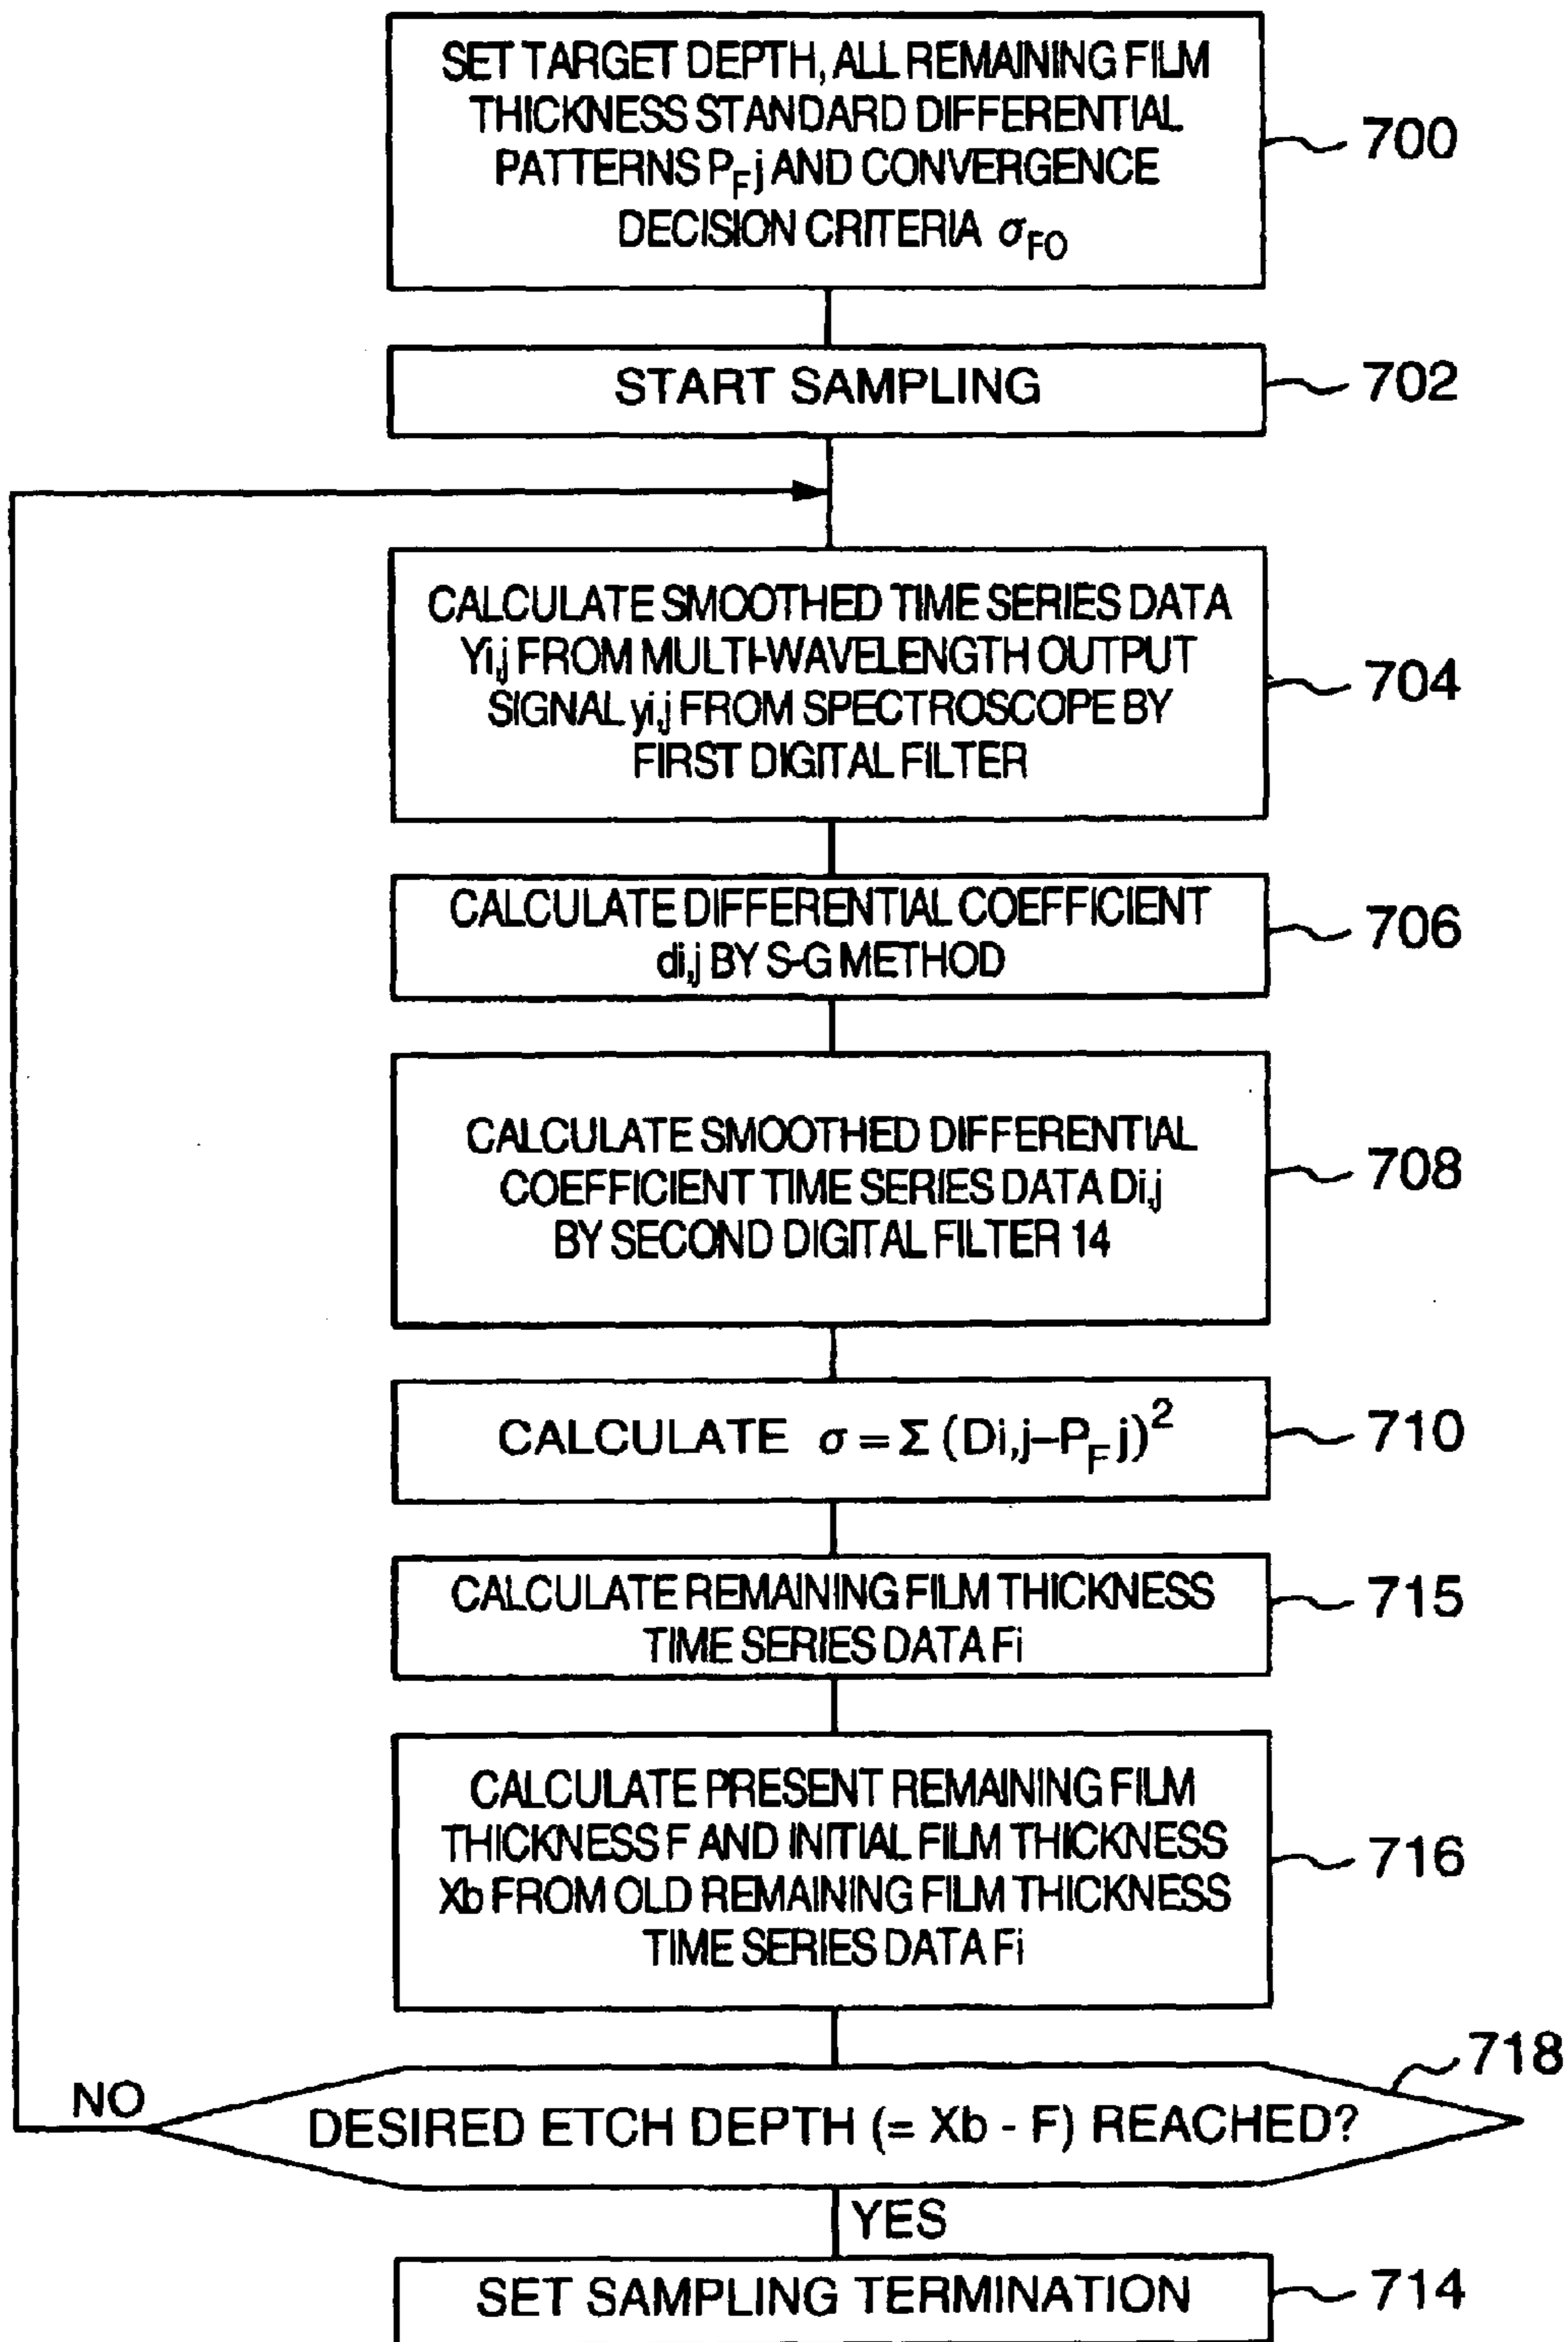 SET TARGET DEPTH, ALL REMAINING FILM
THICKNESS STANDARD DIFFERENTIAL
PATTERNS PFj AND CONVERGENCE
DECISION CRITERIA σFO
700
START SAMPLING
702
CALCULATE SMOOTHED TIME SERIES DATA
Yi,j FROM MULTI-WAVELENGTH OUTPUT
SIGNAL yi,j FROM SPECTROSCOPE BY
FIRST DIGITAL FILTER
704
CALCULATE DIFFERENTIAL COEFFICIENT
di,j BY S-G METHOD
706
CALCULATE SMOOTHED DIFFERENTIAL
COEFFICIENT TIME SERIES DATA Di,j
BY SECOND DIGITAL FILTER 14
708
CALCULATE σ = Σ (Di,j–PFj)²
710
CALCULATE REMAINING FILM THICKNESS
TIME SERIES DATA Fi
715
CALCULATE PRESENT REMAINING FILM
THICKNESS F AND INITIAL FILM THICKNESS
Xb FROM OLD REMAINING FILM THICKNESS
TIME SERIES DATA Fi
716
718
NO
DESIRED ETCH DEPTH (= Xb - F) REACHED?
YES
SET SAMPLING TERMINATION
714